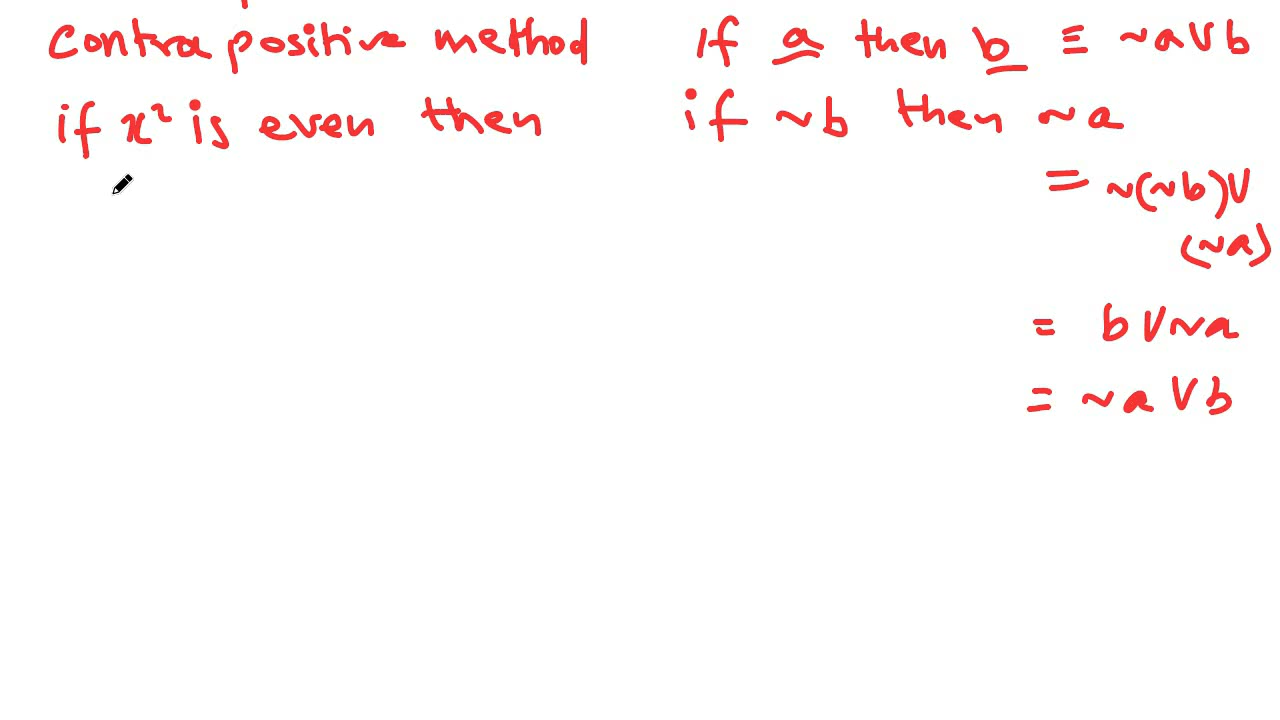 contrapositive method
if x² is even then
if a then b ≡ ~a∨b
if ~b then ~a
= ~(~b)∨
(~a)
= b∨~a
= ~a∨b